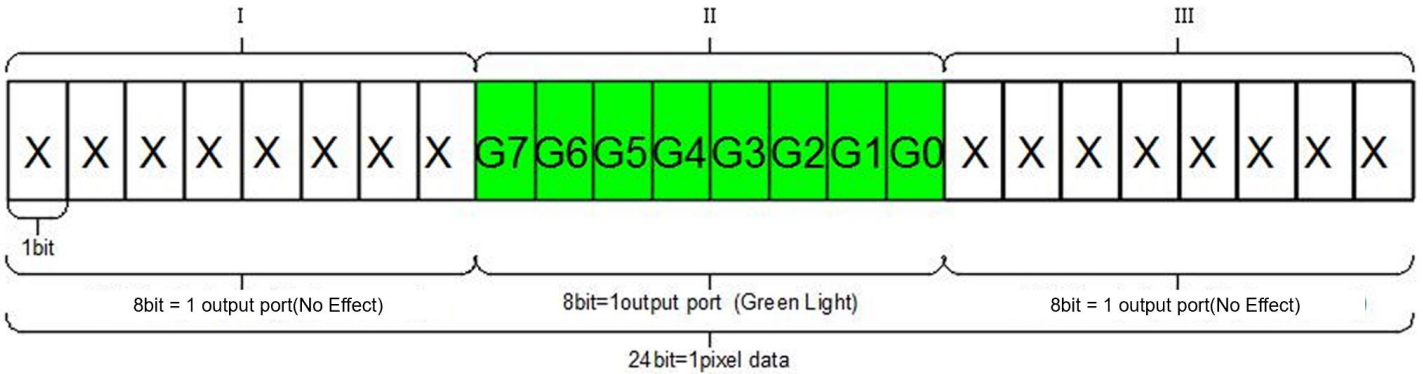 I II III
X X X X X X X X G7 G6 G5 G4 G3 G2 G1 G0 X X X X X X X X
1bit
8bit = 1 output port(No Effect) 8bit=1output port (Green Light) 8bit = 1 output port(No Effect)
24bit=1pixel data